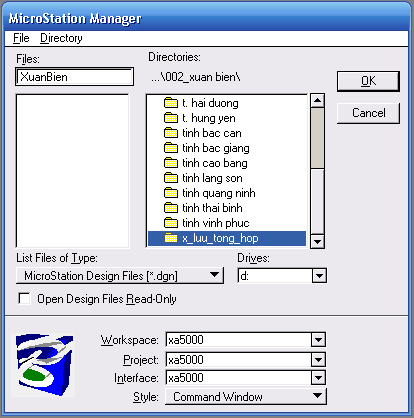 MicroStation Manager
File Directory
Files:
XuanBien
Directories:
...\002_xuan bien\
OK
Cancel
t. hai duong
t. hung yen
tinh bac can
tinh bac giang
tinh cao bang
tinh lang son
tinh quang ninh
tinh thai binh
tinh vinh phuc
x_luu_tong_hop
List Files of Type:
MicroStation Design Files [*.dgn]
Drives:
d:
Open Design Files Read-Only
Workspace: xa5000
Project: xa5000
Interface: xa5000
Style: Command Window